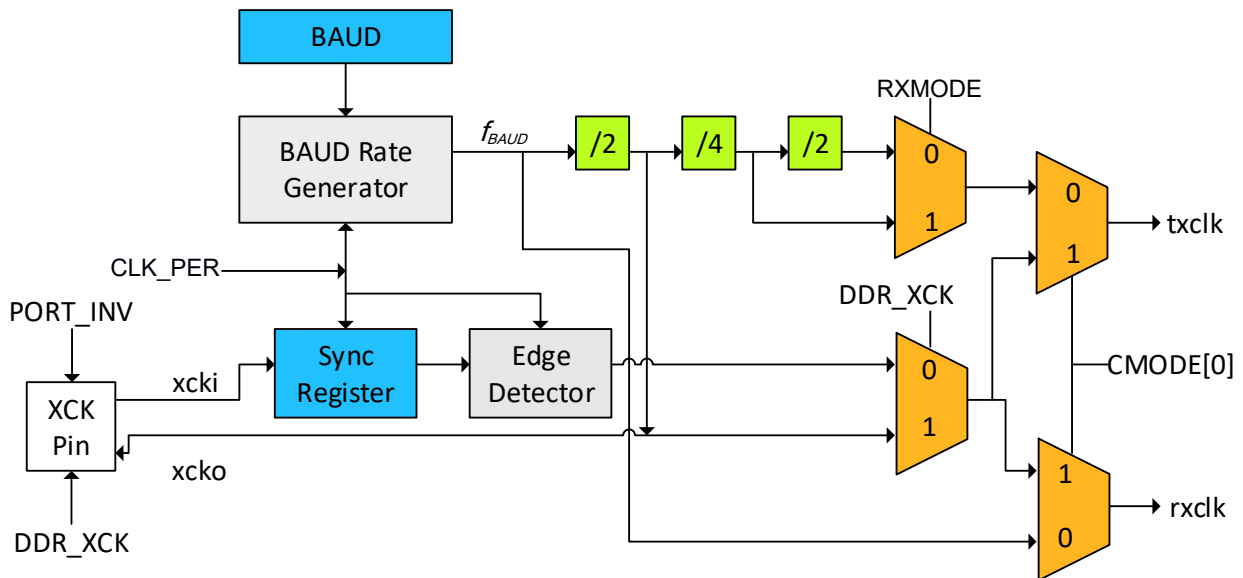 BAUD
RXMODE
BAUD Rate
Generator
fBAUD
/2
/4
/2
0
1
0
1
txclk
CLK_PER
DDR_XCK
PORT_INV
Sync
Register
Edge
Detector
0
1
CMODE[0]
xcki
XCK
Pin
xcko
1
0
rxclk
DDR_XCK